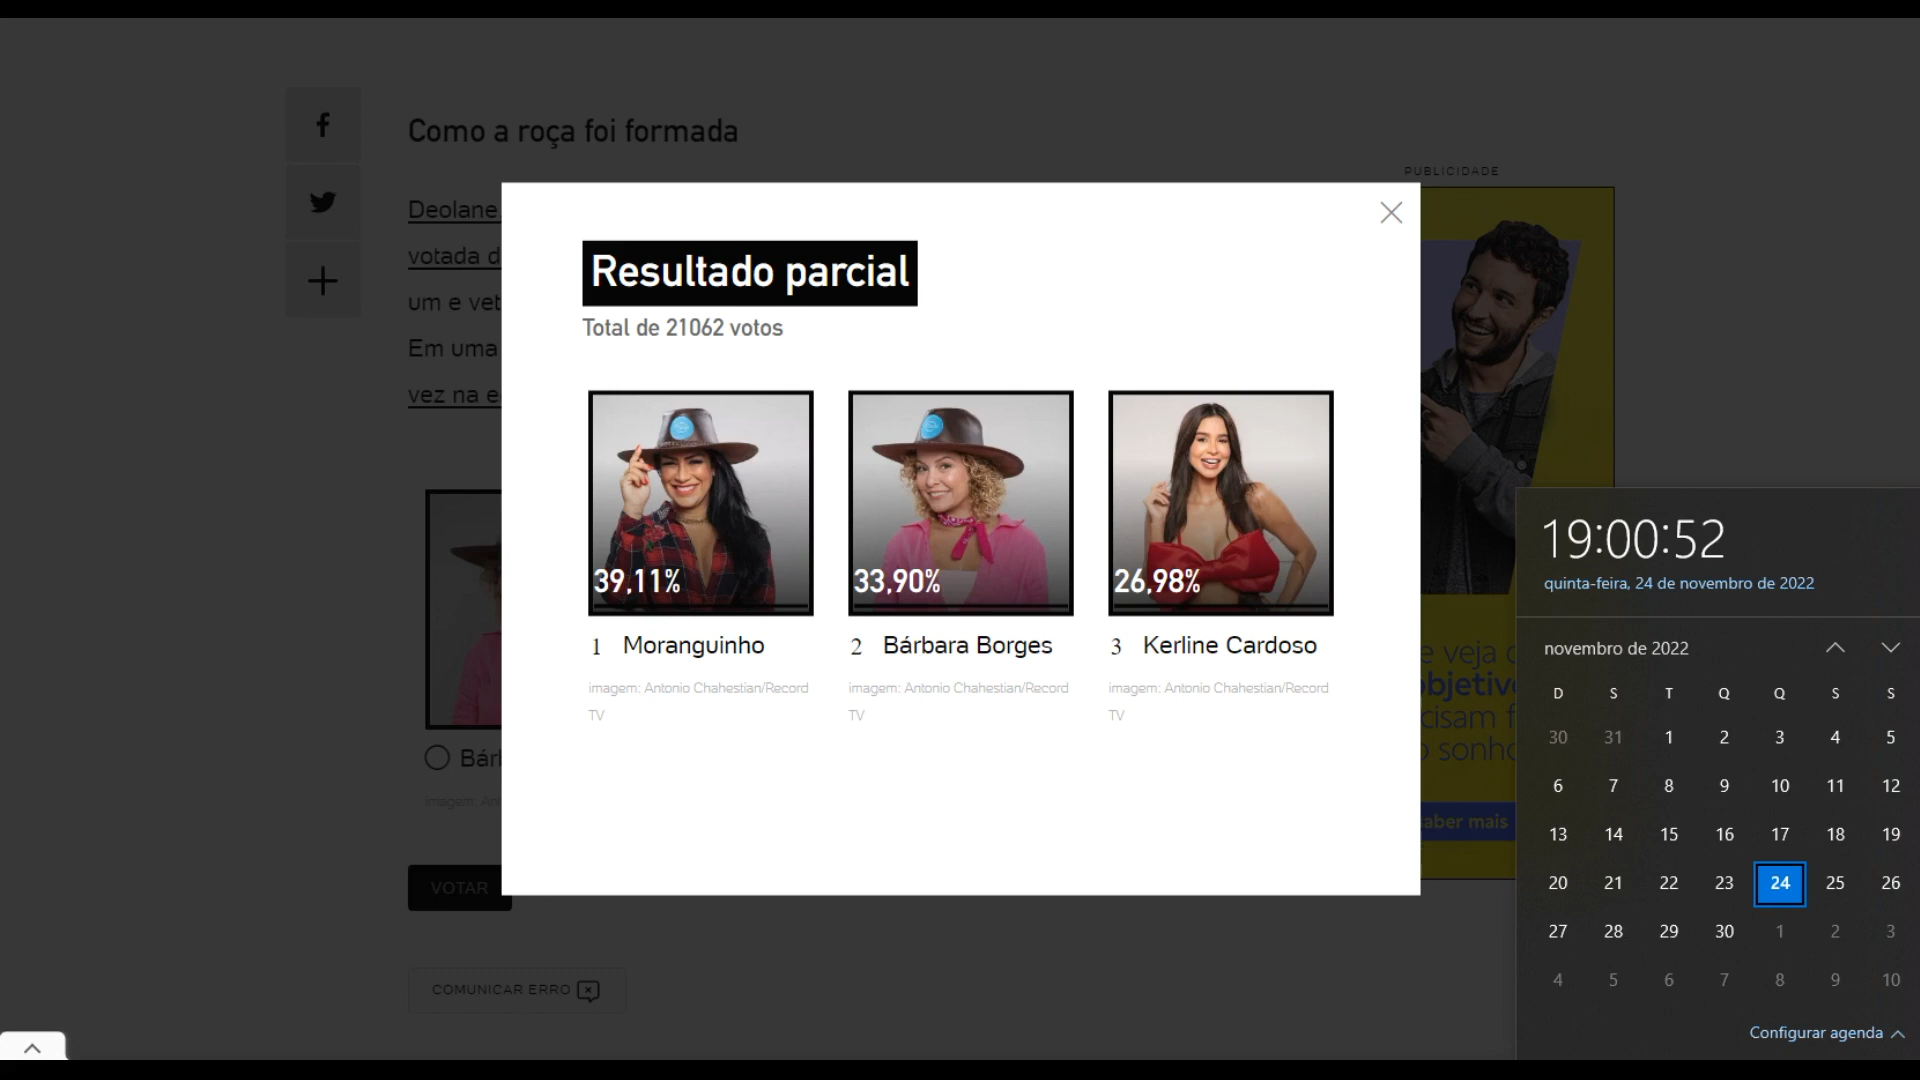 Como a roça foi formada
PUBLICIDADE
Deolane
votada d
um e vet
Em uma
vez na e
Resultado parcial
Total de 21062 votos
39,11%
33,90%
26,98%
1 Moranguinho
2 Bárbara Borges
3 Kerline Cardoso
imagem: Antonio Chahestian/Record
TV
imagem: Antonio Chahestian/Record
TV
imagem: Antonio Chahestian/Record
TV
Bárl
imagem: Ant
VOTAR
COMUNICAR ERRO
e veja o
objetivo
cisam f
o sonho
saber mais
19:00:52
quinta-feira, 24 de novembro de 2022
novembro de 2022
D S T Q Q S S
30 31 1 2 3 4 5
6 7 8 9 10 11 12
13 14 15 16 17 18 19
20 21 22 23 24 25 26
27 28 29 30 1 2 3
4 5 6 7 8 9 10
Configurar agenda